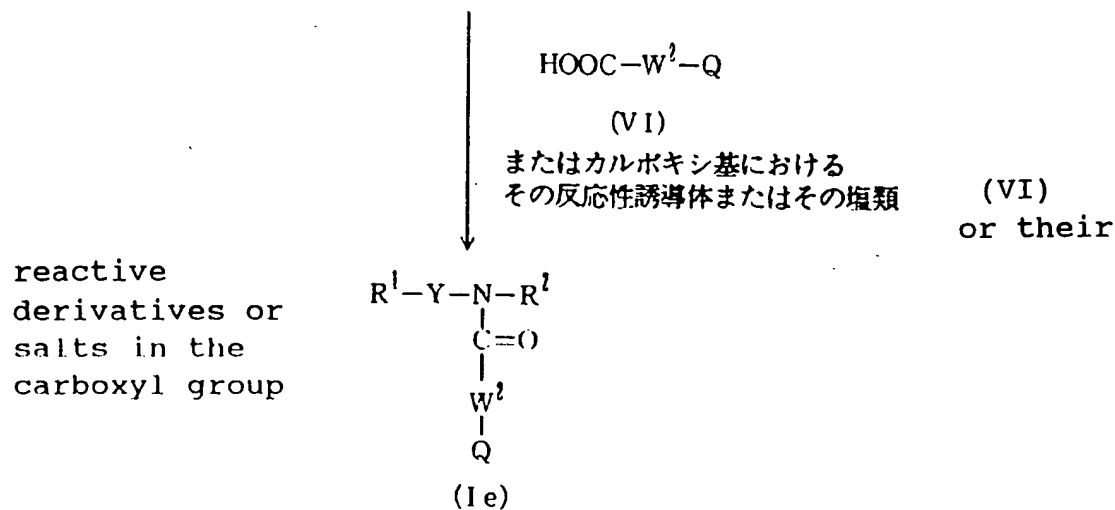 HOOC−W²−Q
(VI)
またはカルボキシ基における
その反応性誘導体またはその塩類
(VI)
or their
reactive
derivatives or
salts in the
carboxyl group
R¹−Y−N−R²
C=O
W²
Q
(Ie)